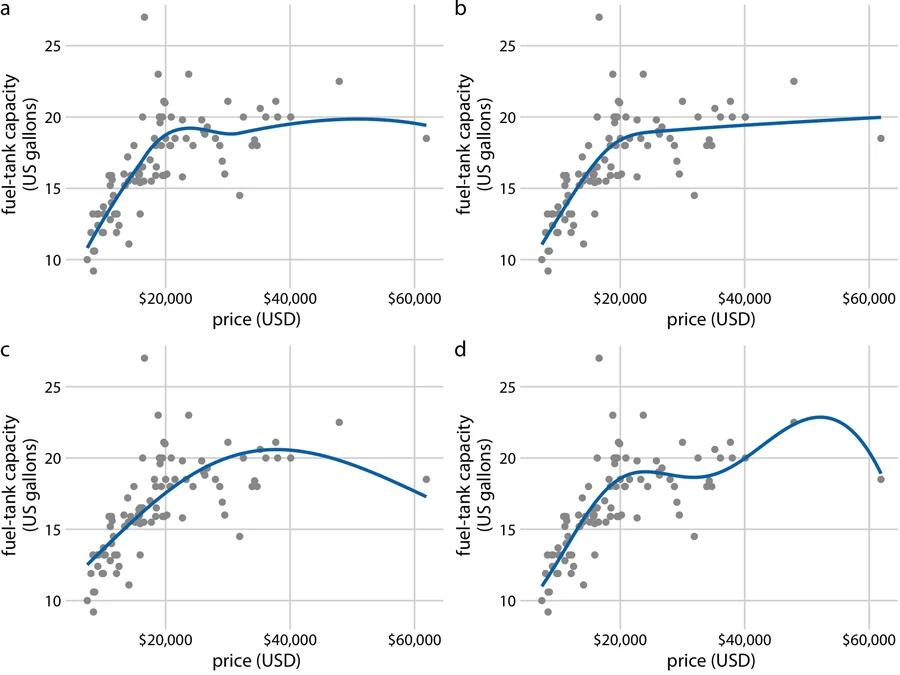 a
fuel-tank capacity
(US gallons)
25
20
15
10
$20,000 $40,000 $60,000
price (USD)
b
fuel-tank capacity
(US gallons)
25
20
15
10
$20,000 $40,000 $60,000
price (USD)
c
fuel-tank capacity
(US gallons)
25
20
15
10
$20,000 $40,000 $60,000
price (USD)
d
fuel-tank capacity
(US gallons)
25
20
15
10
$20,000 $40,000 $60,000
price (USD)